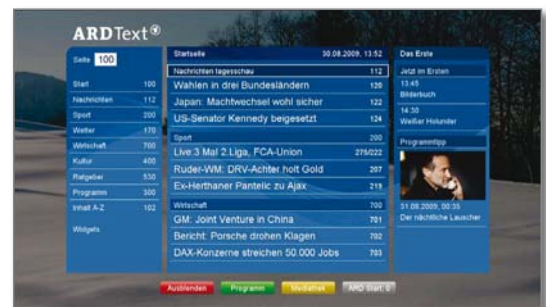 ARD Text
Seite 100
Start 100
Nachrichten 112
Sport 200
Wetter 170
Wirtschaft 700
Kultur 400
Ratgeber 530
Programm 300
Inhalt A-Z 102
Widgets
Startseite 30.08.2009, 13:52
Nachrichten tagesschau 112
Wahlen in drei Bundesländern 120
Japan: Machtwechsel wohl sicher 122
US-Senator Kennedy beigesetzt 124
Sport 200
Live:3 Mal 2.Liga, FCA-Union 275/222
Ruder-WM: DRV-Achter holt Gold 207
Ex-Herthaner Pantelic zu Ajax 219
Wirtschaft 700
GM: Joint Venture in China 701
Bericht: Porsche drohen Klagen 702
DAX-Konzerne streichen 50.000 Jobs 703
Das Erste
Jetzt im Ersten
13:45
Bilderbuch
14:30
Weißer Holunder
Programmtipp
31.08.2009, 00:35
Der nächtliche Lauscher
Ausblenden Programm Mediathek ARD Start: 0